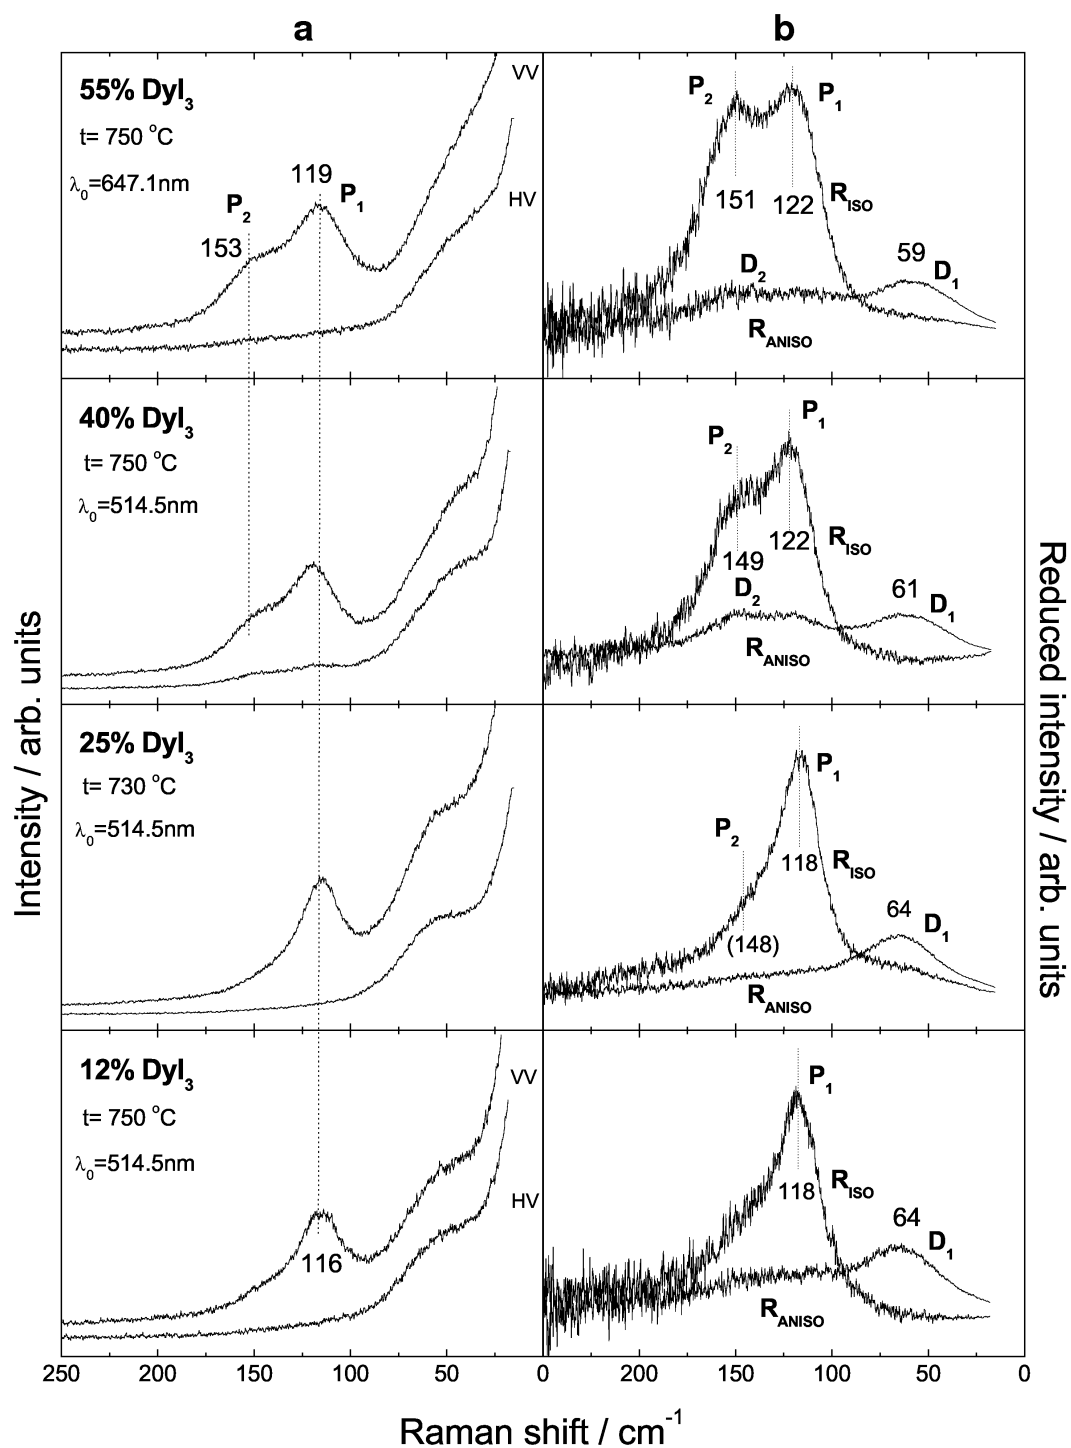 a
b
55% DyI3
t= 750 °C
λ0=647.1nm
119
P1
P2
153
VV
HV
P2
P1
151
122
RISO
D2
59
D1
RANISO
40% DyI3
t= 750 °C
λ0=514.5nm
P1
P2
122
149
RISO
D2
61
D1
RANISO
25% DyI3
t= 730 °C
λ0=514.5nm
P1
P2
118
RISO
(148)
64
D1
RANISO
12% DyI3
t= 750 °C
λ0=514.5nm
VV
HV
116
P1
118
RISO
64
D1
RANISO
250 200 150 100 50 0 200 150 100 50 0
Raman shift / cm-1
Intensity / arb. units
Reduced intensity / arb. units